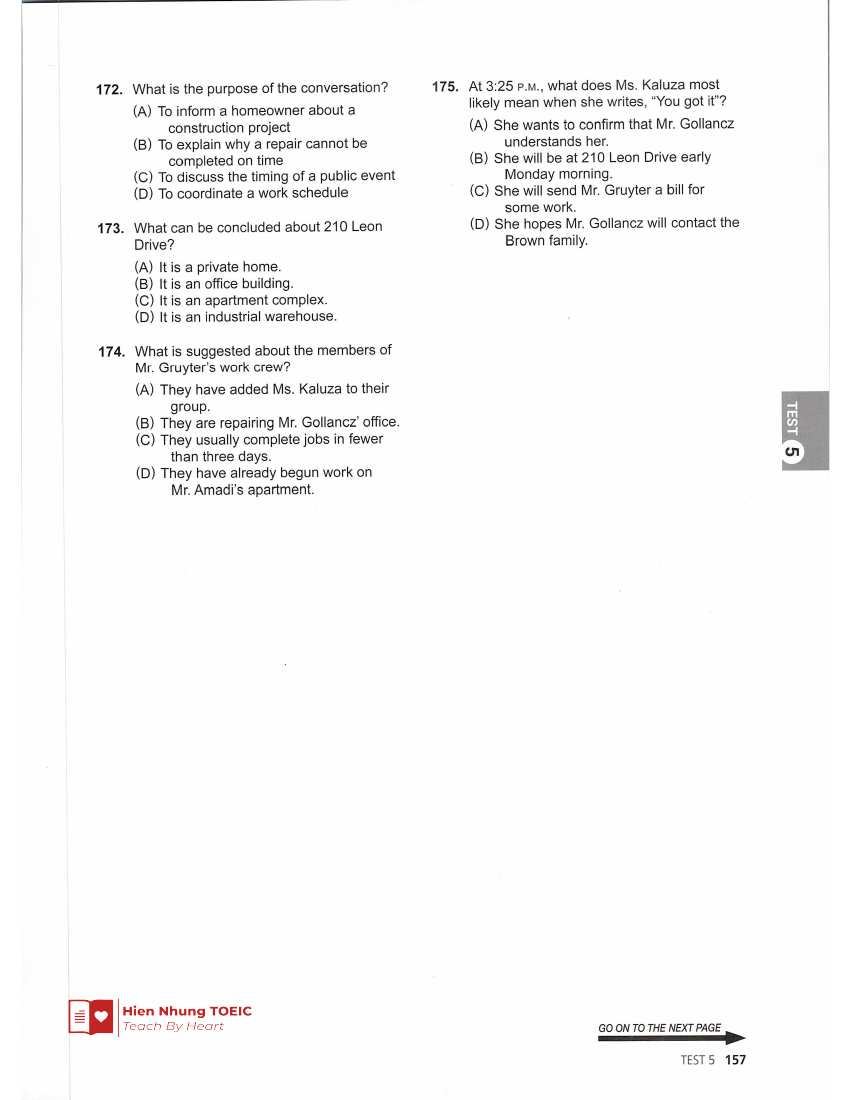 172. What is the purpose of the conversation?
(A) To inform a homeowner about a
construction project
(B) To explain why a repair cannot be
completed on time
(C) To discuss the timing of a public event
(D) To coordinate a work schedule
173. What can be concluded about 210 Leon
Drive?
(A) It is a private home.
(B) It is an office building.
(C) It is an apartment complex.
(D) It is an industrial warehouse.
174. What is suggested about the members of
Mr. Gruyter's work crew?
(A) They have added Ms. Kaluza to their
group.
(B) They are repairing Mr. Gollancz' office.
(C) They usually complete jobs in fewer
than three days.
(D) They have already begun work on
Mr. Amadi's apartment.
175. At 3:25 P.M., what does Ms. Kaluza most
likely mean when she writes, "You got it"?
(A) She wants to confirm that Mr. Gollancz
understands her.
(B) She will be at 210 Leon Drive early
Monday morning.
(C) She will send Mr. Gruyter a bill for
some work.
(D) She hopes Mr. Gollancz will contact the
Brown family.
TEST 5
Hien Nhung TOEIC
Teach By Heart
GO ON TO THE NEXT PAGE
TEST 5 157